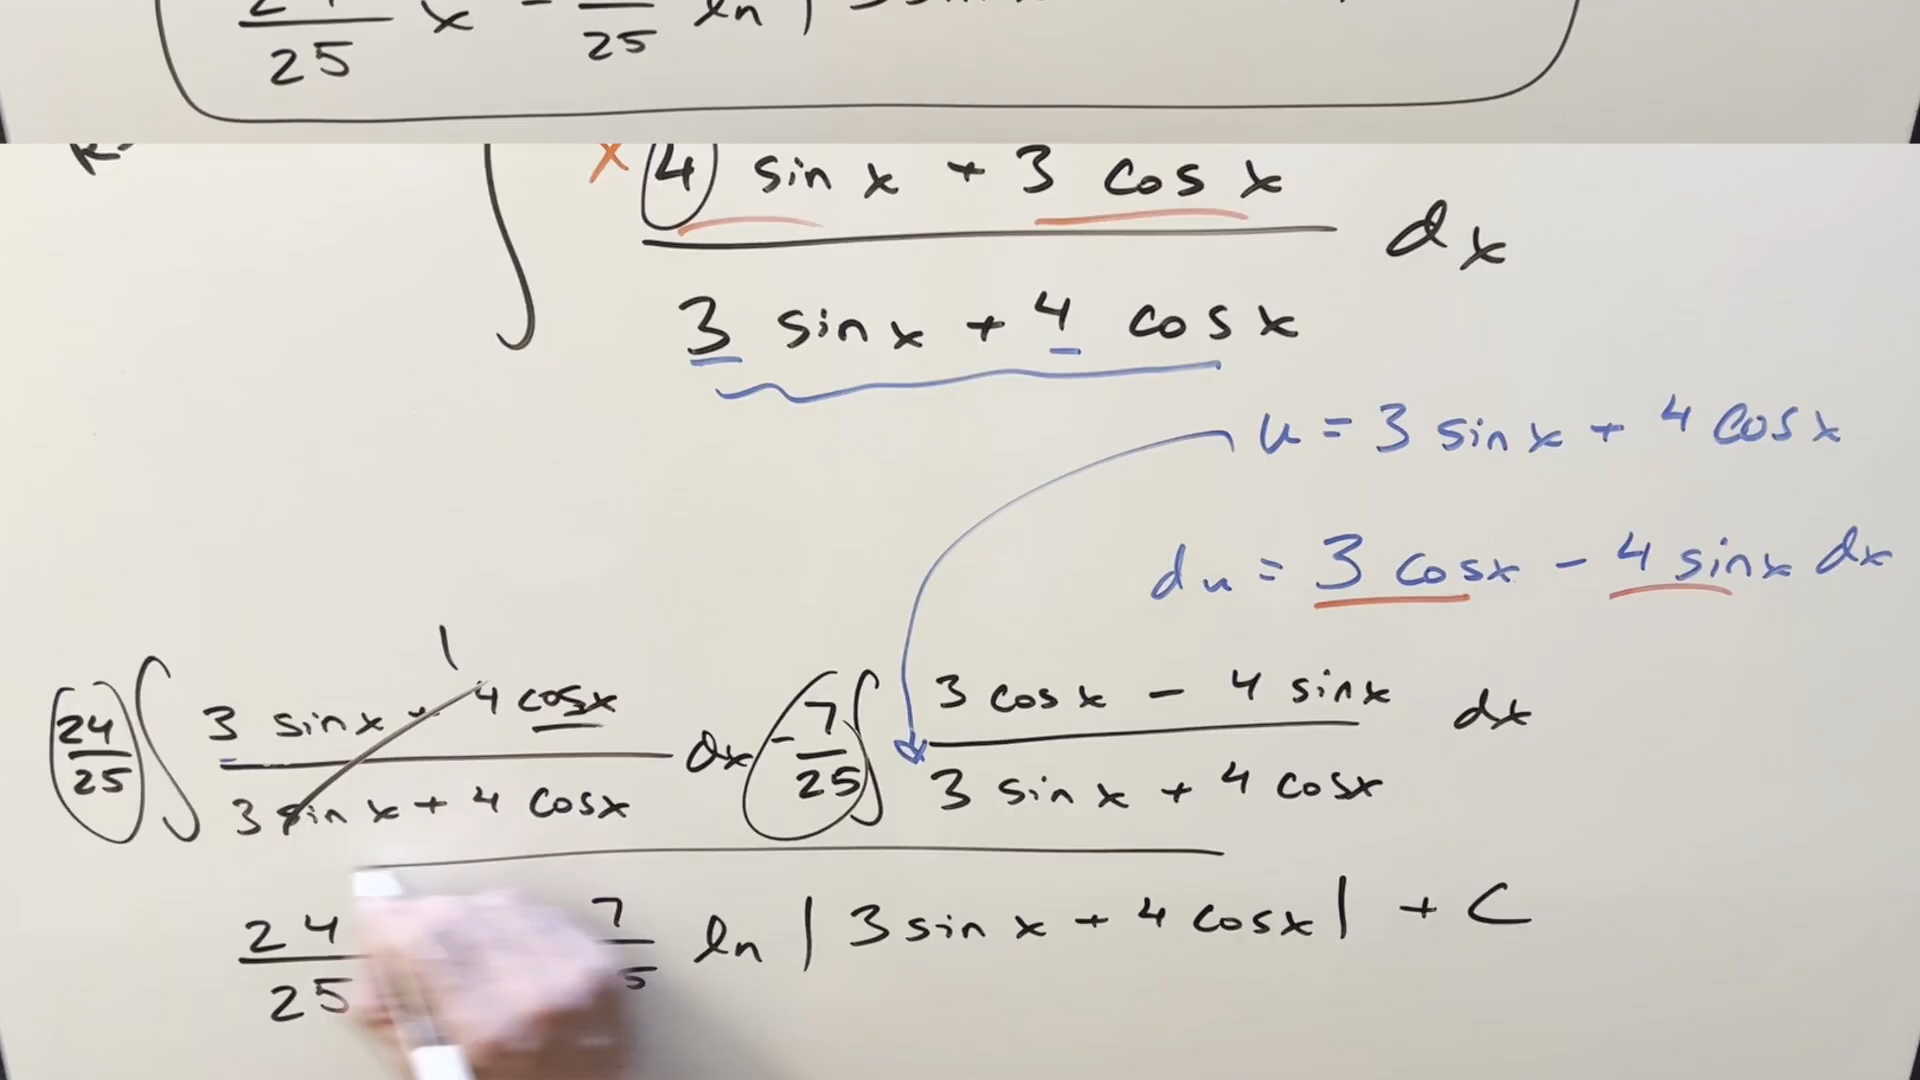 25 x - 25 ln |
∫ 4 sin x + 3 cos x / 3 sin x + 4 cos x dx
u = 3 sin x + 4 cos x
du = 3 cos x - 4 sin x dx
1
24/25 ∫ 3 sin x + 4 cos x / 3 sin x + 4 cos x dx - 7/25 ∫ 3 cos x - 4 sin x / 3 sin x + 4 cos x dx
24/25 7/5 ln | 3 sin x + 4 cos x | + C